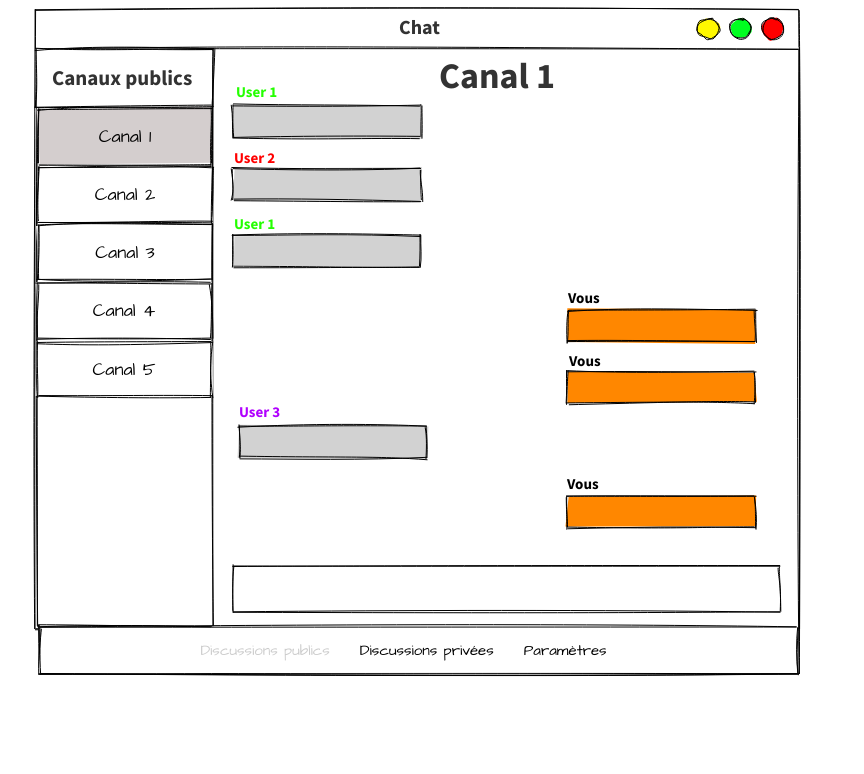 Chat
Canaux publics
Canal 1
Canal 2
Canal 3
Canal 4
Canal 5
Canal 1
User 1
User 2
User 1
Vous
Vous
User 3
Vous
Discussions publics
Discussions privées
Paramètres